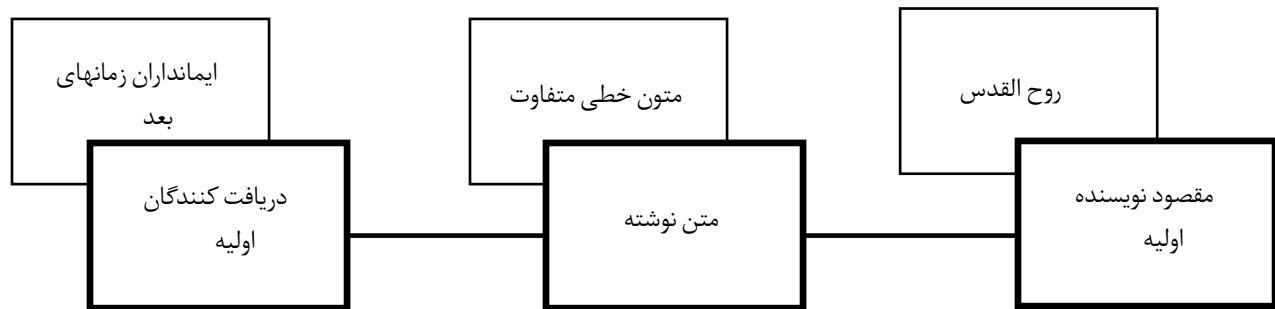 روح القدس
مقصود نویسنده
اولیه
متون خطی متفاوت
متن نوشته
ایمانداران زمانهای
بعد
دریافت کنندگان
اولیه